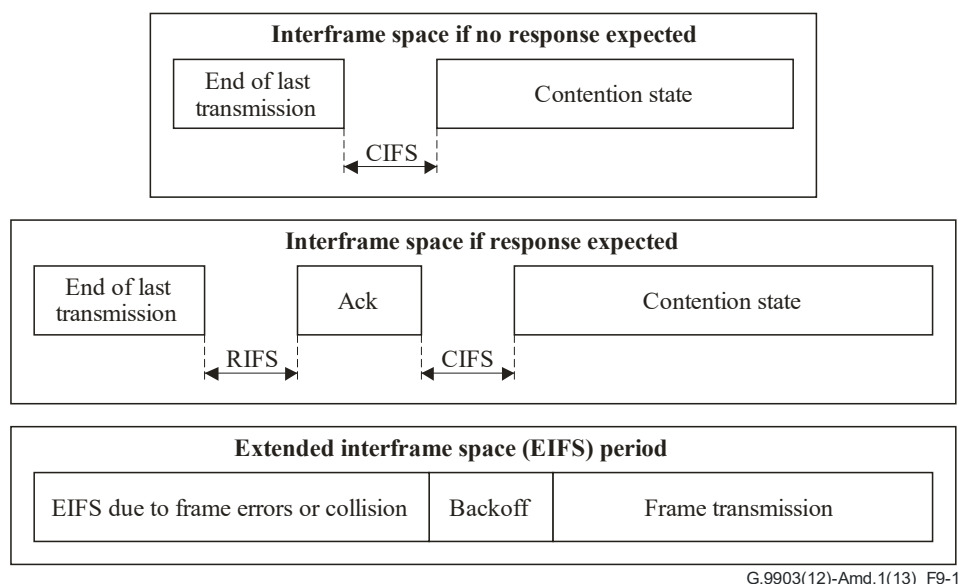 Interframe space if no response expected
End of last
transmission
Contention state
CIFS
Interframe space if response expected
End of last
transmission
Ack
Contention state
RIFS
CIFS
Extended interframe space (EIFS) period
EIFS due to frame errors or collision
Backoff
Frame transmission
G.9903(12)-Amd.1(13)_F9-1